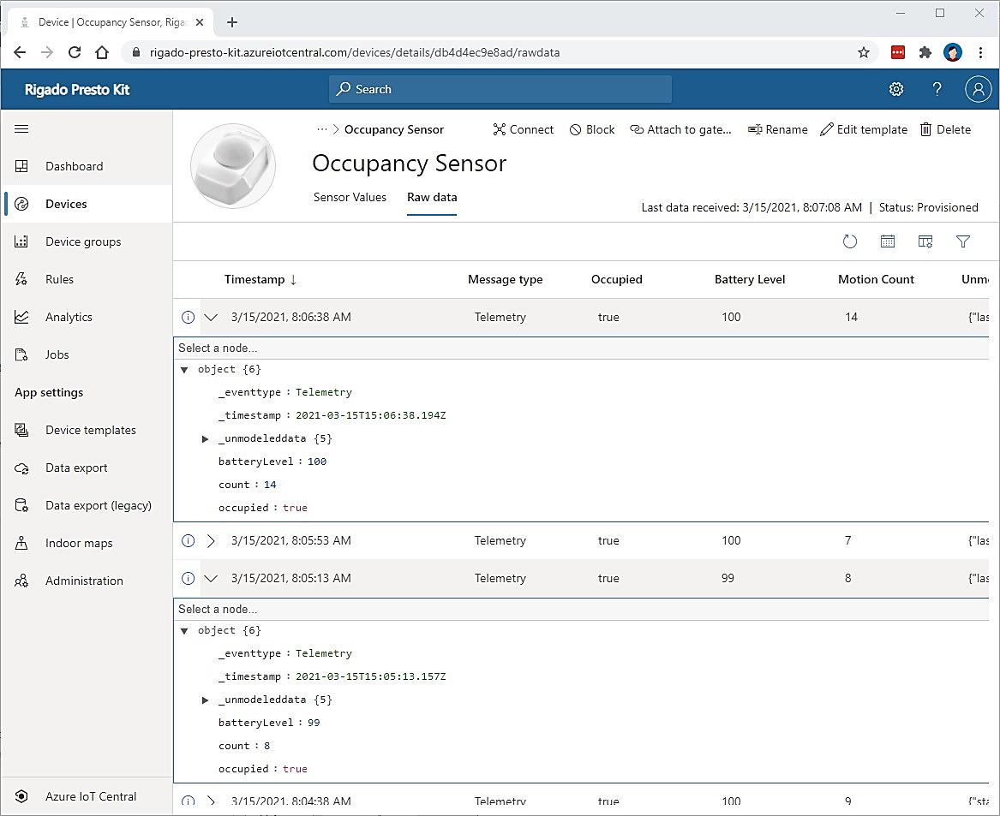 Device | Occupancy Sensor, Riga
rigado-presto-kit.azureiotcentral.com/devices/details/db4d4ec9e8ad/rawdata
Rigado Presto Kit
Search
?
Dashboard
Devices
Device groups
Rules
Analytics
Jobs
App settings
Device templates
Data export
Data export (legacy)
Indoor maps
Administration
Azure IoT Central
··· > Occupancy Sensor
Connect Block Attach to gate... Rename Edit template Delete
Occupancy Sensor
Sensor Values Raw data
Last data received: 3/15/2021, 8:07:08 AM | Status: Provisioned
Timestamp ↓ Message type Occupied Battery Level Motion Count Unm
3/15/2021, 8:06:38 AM Telemetry true 100 14 {"las
Select a node...
object {6}
_eventtype : Telemetry
_timestamp : 2021-03-15T15:06:38.194Z
_unmodeleddata {5}
batteryLevel : 100
count : 14
occupied : true
3/15/2021, 8:05:53 AM Telemetry true 100 7 {"las
3/15/2021, 8:05:13 AM Telemetry true 99 8 {"las
Select a node...
object {6}
_eventtype : Telemetry
_timestamp : 2021-03-15T15:05:13.157Z
_unmodeleddata {5}
batteryLevel : 99
count : 8
occupied : true
3/15/2021, 8:04:38 AM Telemetry true 100 9 {"sta